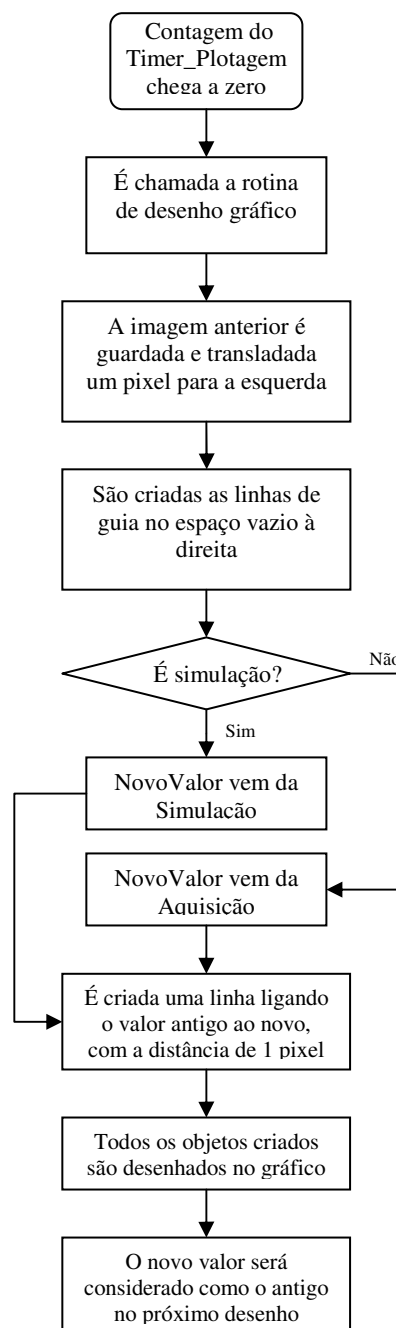 Contagem do
Timer_Plotagem
chega a zero
É chamada a rotina
de desenho gráfico
A imagem anterior é
guardada e transladada
um pixel para a esquerda
São criadas as linhas de
guia no espaço vazio à
direita
É simulação?
Não
Sim
NovoValor vem da
Simulação
NovoValor vem da
Aquisição
É criada uma linha ligando
o valor antigo ao novo,
com a distância de 1 pixel
Todos os objetos criados
são desenhados no gráfico
O novo valor será
considerado como o antigo
no próximo desenho